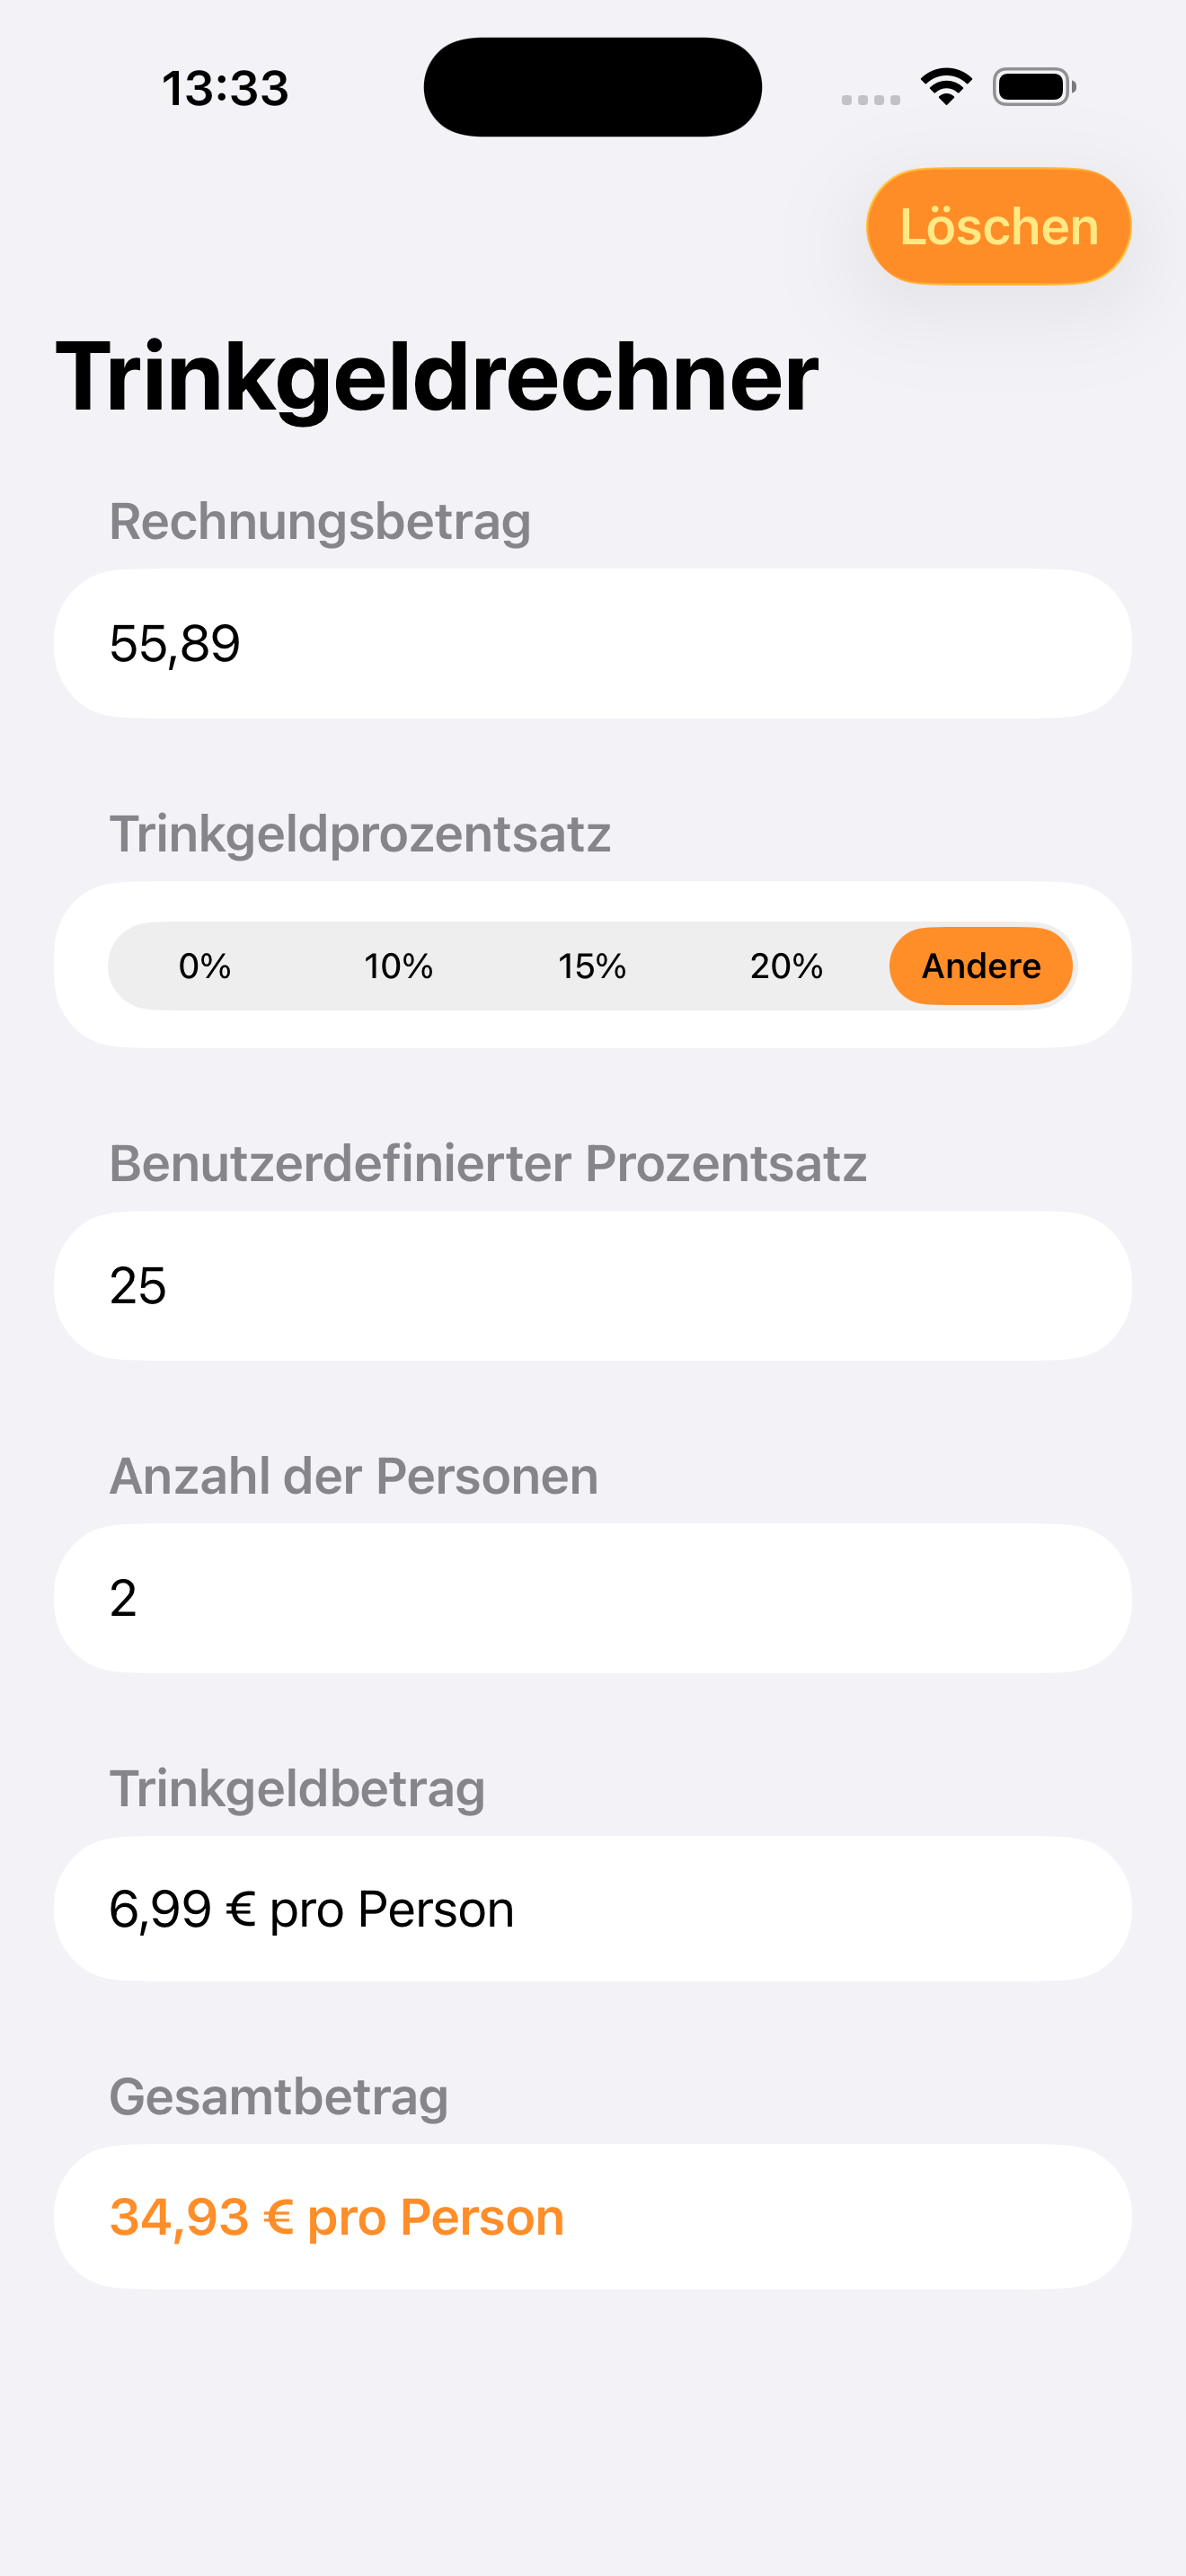 13:33
Löschen
Trinkgeldrechner
Rechnungsbetrag
55,89
Trinkgeldprozentsatz
0% 10% 15% 20% Andere
Benutzerdefinierter Prozentsatz
25
Anzahl der Personen
2
Trinkgeldbetrag
6,99 € pro Person
Gesamtbetrag
34,93 € pro Person